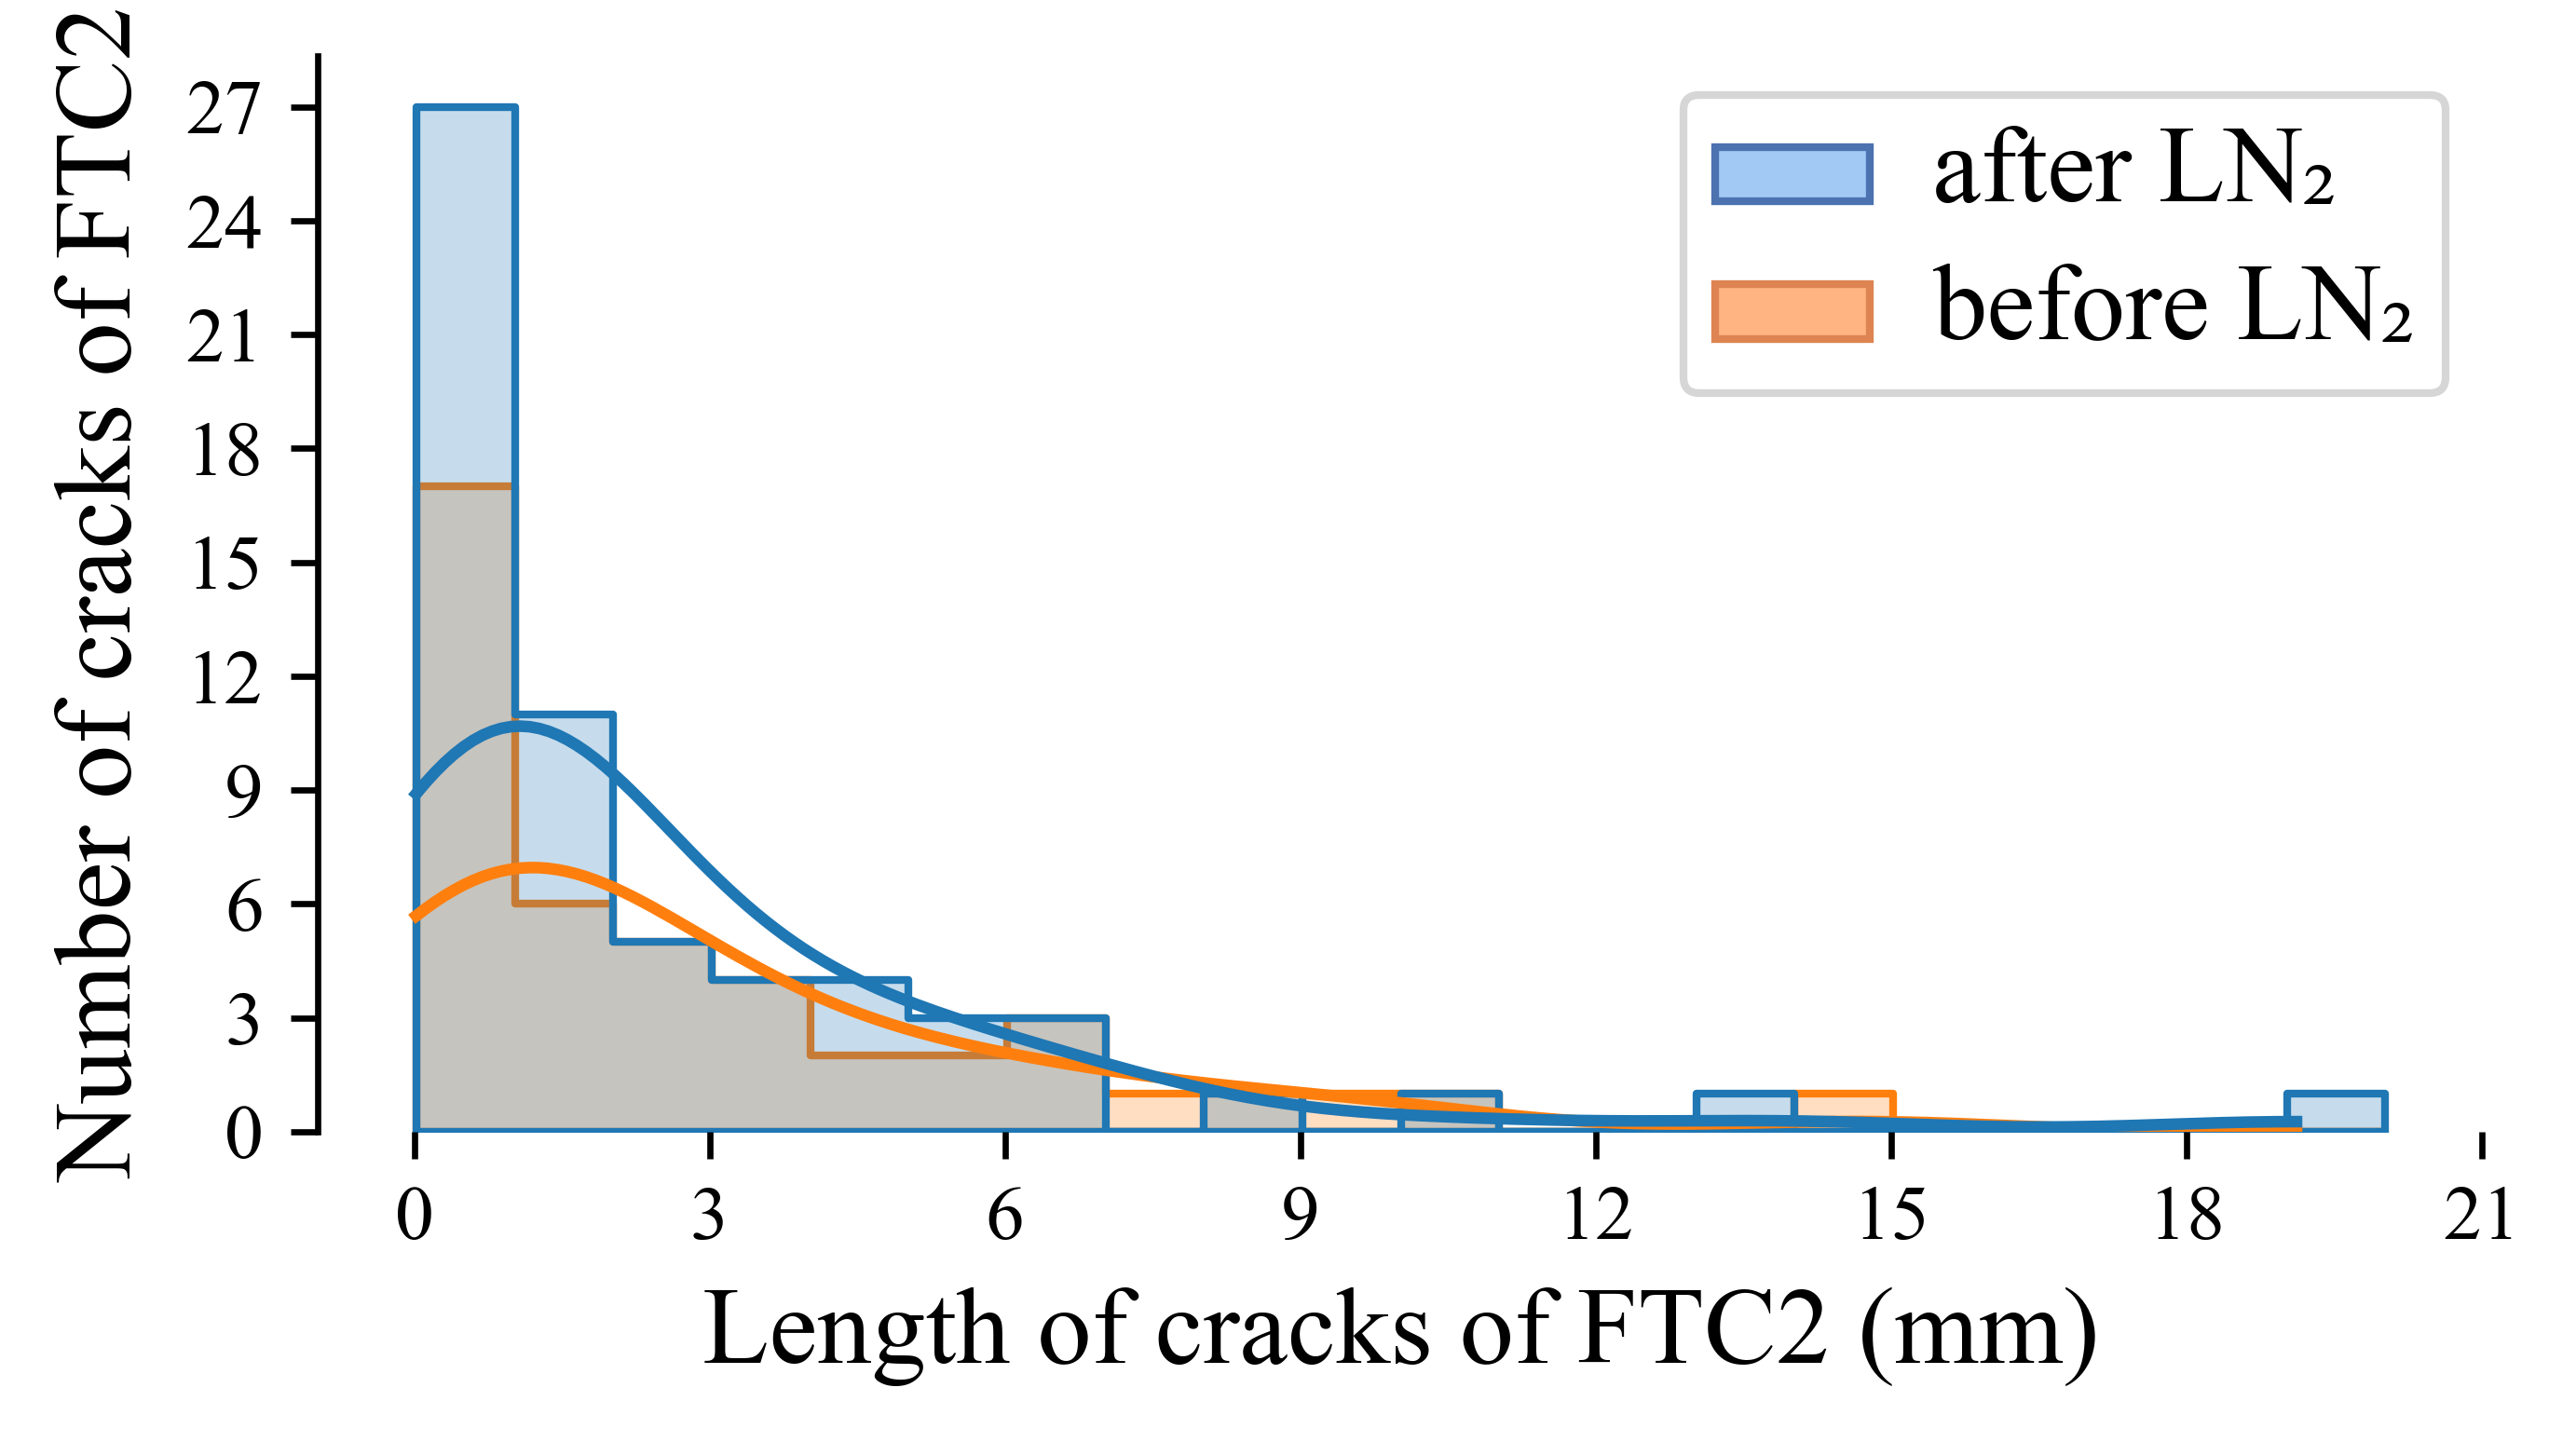 Number of cracks of FTC2
27
24
21
18
15
12
9
6
3
0
after LN₂
before LN₂
0 3 6 9 12 15 18 21
Length of cracks of FTC2 (mm)